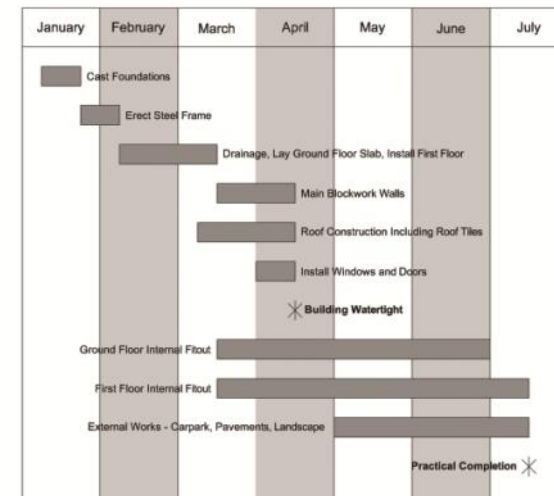 January February March April May June July
Cast Foundations
Erect Steel Frame
Drainage, Lay Ground Floor Slab, Install First Floor
Main Blockwork Walls
Roof Construction Including Roof Tiles
Install Windows and Doors
Building Watertight
Ground Floor Internal Fitout
First Floor Internal Fitout
External Works - Carpark, Pavements, Landscape
Practical Completion